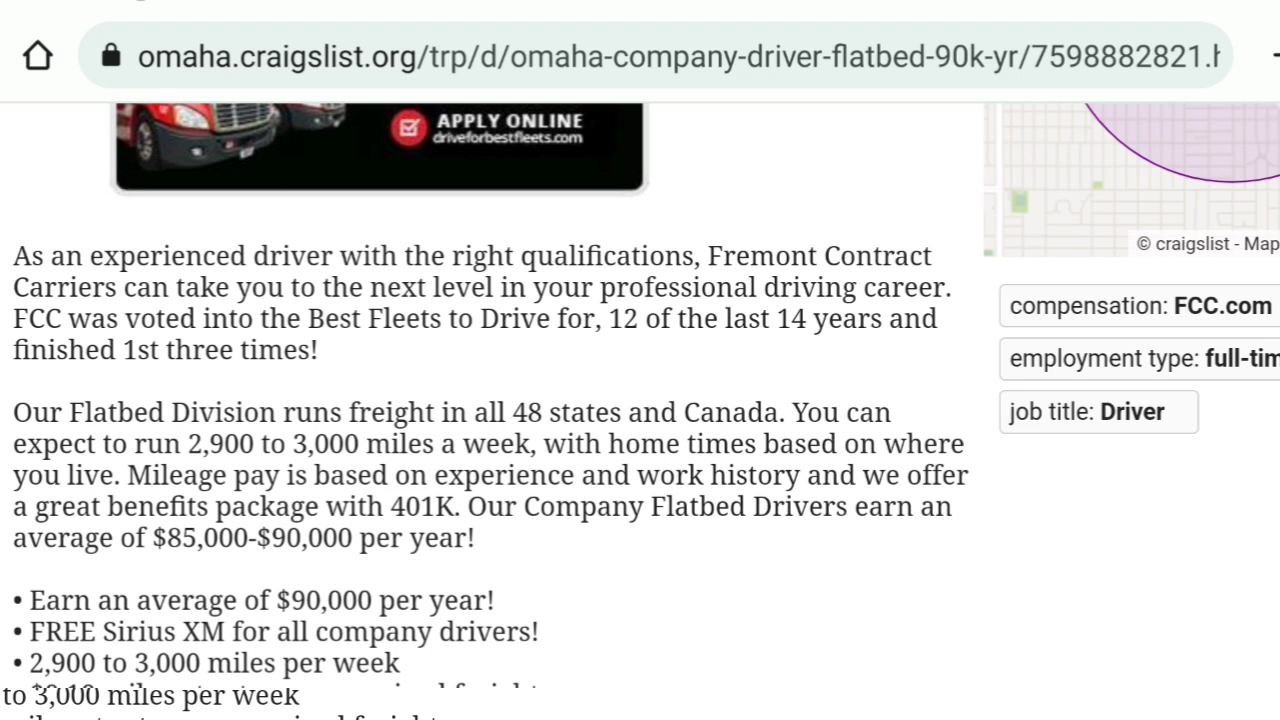 omaha.craigslist.org/trp/d/omaha-company-driver-flatbed-90k-yr/7598882821.h
APPLY ONLINE
driveforbestfleets.com
As an experienced driver with the right qualifications, Fremont Contract
Carriers can take you to the next level in your professional driving career.
FCC was voted into the Best Fleets to Drive for, 12 of the last 14 years and
finished 1st three times!
Our Flatbed Division runs freight in all 48 states and Canada. You can
expect to run 2,900 to 3,000 miles a week, with home times based on where
you live. Mileage pay is based on experience and work history and we offer
a great benefits package with 401K. Our Company Flatbed Drivers earn an
average of $85,000-$90,000 per year!
• Earn an average of $90,000 per year!
• FREE Sirius XM for all company drivers!
• 2,900 to 3,000 miles per week
to 3,000 miles per week
© craigslist - Map
compensation: FCC.com
employment type: full-tim
job title: Driver